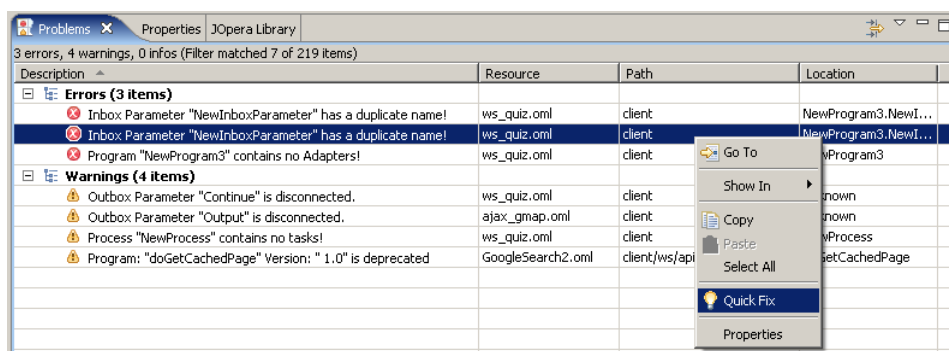 Problems Properties JOpera Library
3 errors, 4 warnings, 0 infos (Filter matched 7 of 219 items)
Description Resource Path Location
Errors (3 items)
Inbox Parameter "NewInboxParameter" has a duplicate name! ws_quiz.oml client NewProgram3.NewI...
Inbox Parameter "NewInboxParameter" has a duplicate name! ws_quiz.oml client NewProgram3.NewI...
Program "NewProgram3" contains no Adapters! ws_quiz.oml client wProgram3
Go To
Warnings (4 items)
Show In
Outbox Parameter "Continue" is disconnected. ws_quiz.oml client known
Outbox Parameter "Output" is disconnected. ajax_gmap.oml client known
Copy
Process "NewProcess" contains no tasks! ws_quiz.oml client wProcess
Paste
Program: "doGetCachedPage" Version: " 1.0" is deprecated GoogleSearch2.oml client/ws/api GetCachedPage
Select All
Quick Fix
Properties